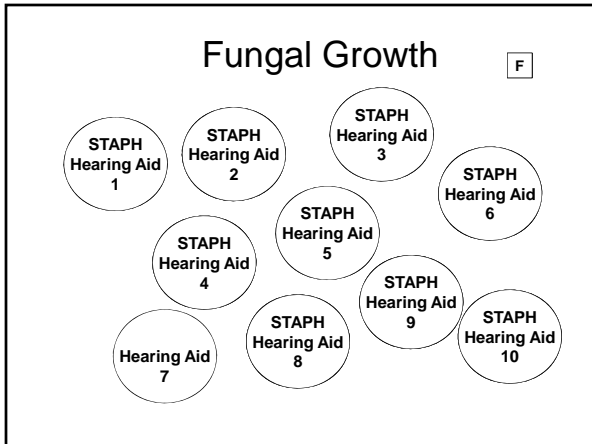 Fungal Growth
F
STAPH
Hearing Aid
1
STAPH
Hearing Aid
2
STAPH
Hearing Aid
3
STAPH
Hearing Aid
4
STAPH
Hearing Aid
5
STAPH
Hearing Aid
6
Hearing Aid
7
STAPH
Hearing Aid
8
STAPH
Hearing Aid
9
STAPH
Hearing Aid
10